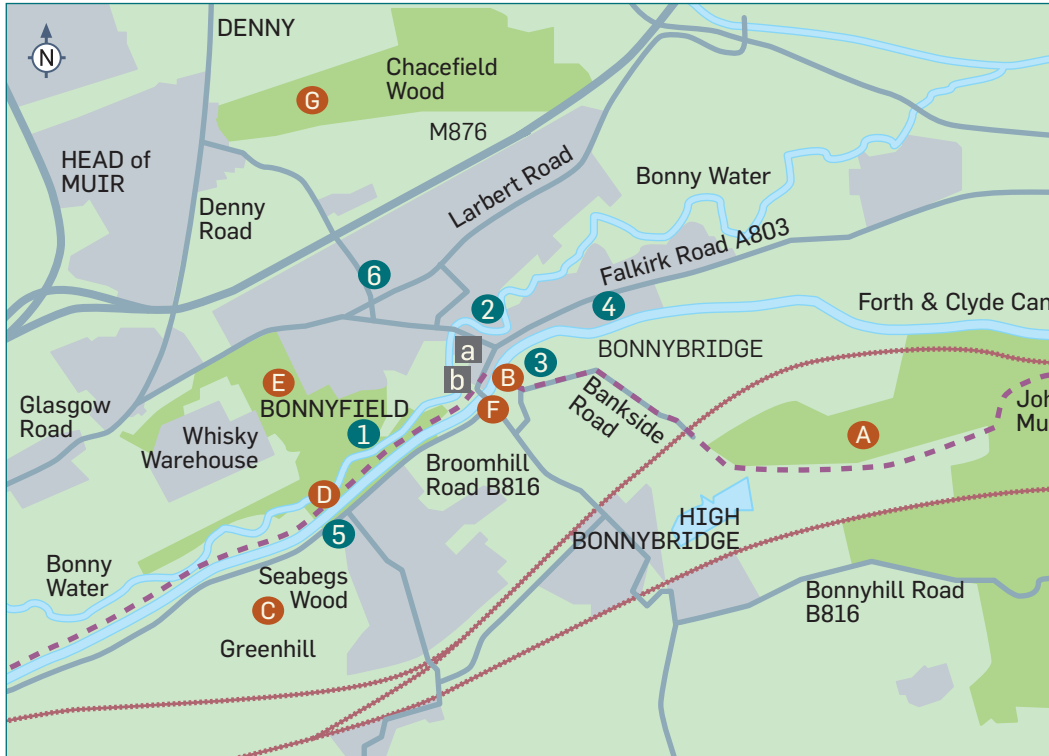 DENNY
N
Chacefield
Wood
G
M876
HEAD of
MUIR
Larbert Road
Bonny Water
Denny
Road
6
Falkirk Road A803
2
4
Forth & Clyde Can
a
BONNYBRIDGE
3
b
B
E
BONNYFIELD
F
Bankside
Road
Joh
Mu
Glasgow
Road
Whisky
Warehouse
1
A
Broomhill
Road B816
D
5
HIGH
BONNYBRIDGE
Bonny
Water
Seabegs
Wood
C
Greenhill
Bonnyhill Road
B816